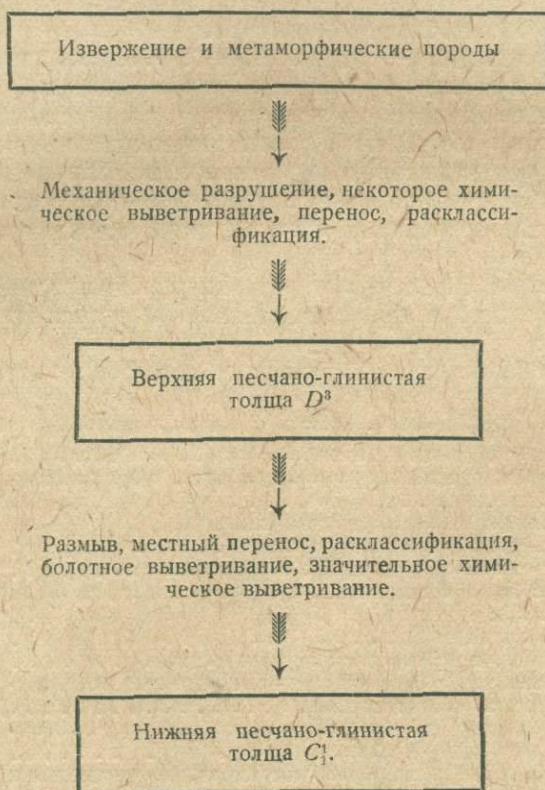 Извержение и метаморфические породы
Механическое разрушение, некоторое хими-
ческое выветривание, перенос, расклассси-
фикация.
Верхняя песчано-глинистая
толща D³
Размыв, местный перенос, расклассификация,
болотное выветривание, значительное хими-
ческое выветривание.
Нижняя песчано-глинистая
толща C¹₁.